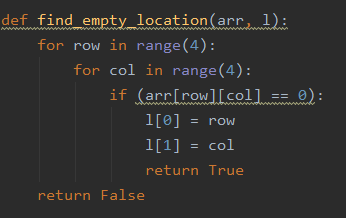 def find_empty_location(arr, l):
    for row in range(4):
        for col in range(4):
            if (arr[row][col] == 0):
                l[0] = row
                l[1] = col
                return True
    return False